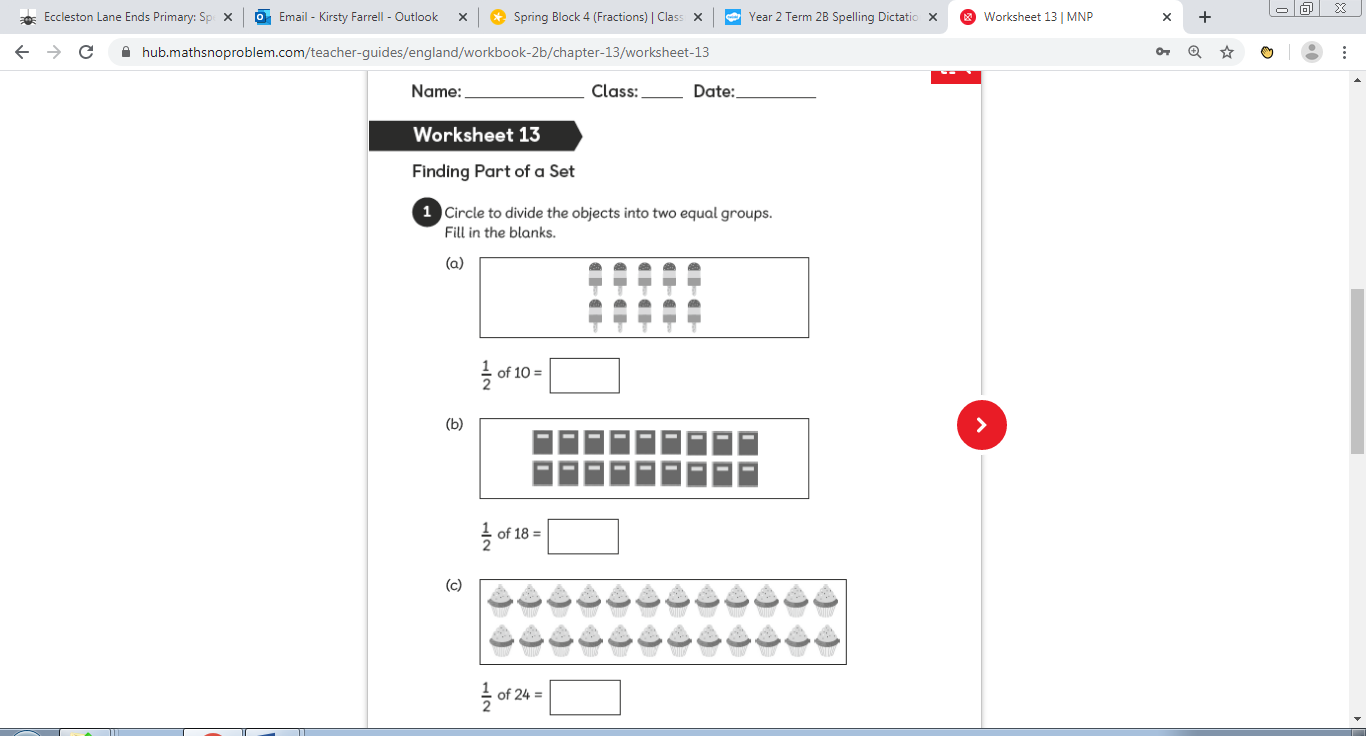 Eccleston Lane Ends Primary: Sp
Email - Kirsty Farrell - Outlook
Spring Block 4 (Fractions) | Class
Year 2 Term 2B Spelling Dictatio
Worksheet 13 | MNP
hub.mathsnoproblem.com/teacher-guides/england/workbook-2b/chapter-13/worksheet-13
Name: ____________ Class: _____ Date: _________
Worksheet 13
Finding Part of a Set
1 Circle to divide the objects into two equal groups.
Fill in the blanks.
(a)
1/2 of 10 =
(b)
1/2 of 18 =
(c)
1/2 of 24 =